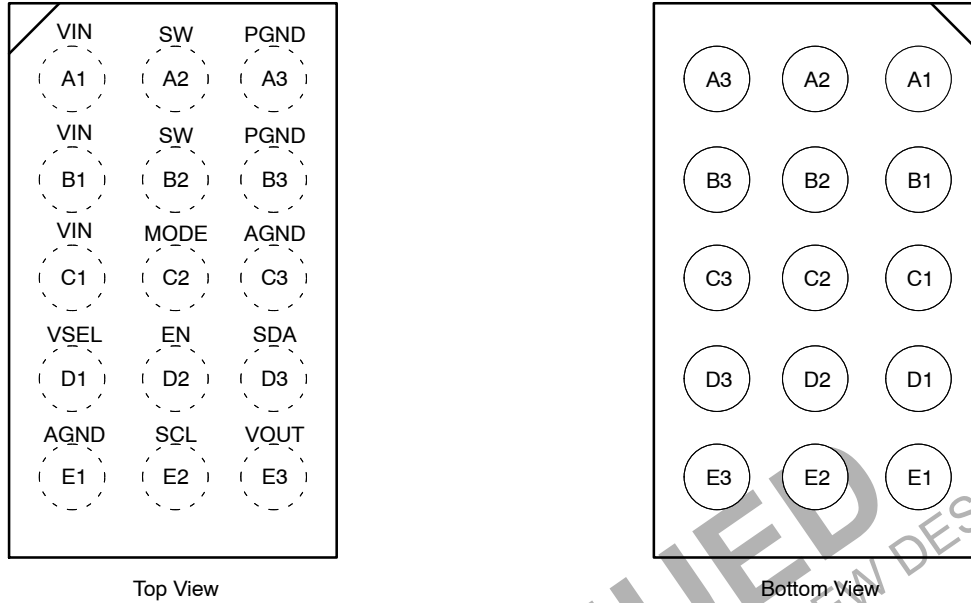 VIN SW PGND
A1 A2 A3 A3 A2 A1
VIN SW PGND
B1 B2 B3 B3 B2 B1
VIN MODE AGND
C1 C2 C3 C3 C2 C1
VSEL EN SDA
D1 D2 D3 D3 D2 D1
AGND SCL VOUT
E1 E2 E3 E3 E2 E1
Top View Bottom View